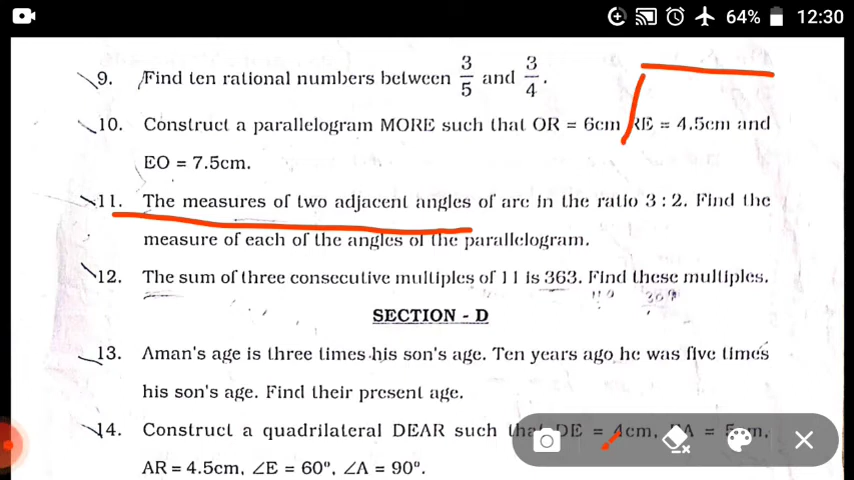 64% 12:30
9. Find ten rational numbers between 3/5 and 3/4.
10. Construct a parallelogram MORE such that OR = 6cm, RE = 4.5cm and
EO = 7.5cm.
11. The measures of two adjacent angles of are in the ratio 3 : 2. Find the
measure of each of the angles of the parallelogram.
12. The sum of three consecutive multiples of 11 is 363. Find these multiples.
SECTION - D
13. Aman's age is three times his son's age. Ten years ago he was five times
his son's age. Find their present age.
14. Construct a quadrilateral DEAR such that DE = 4cm, EA = 5cm,
AR = 4.5cm, ∠E = 60°, ∠A = 90°.